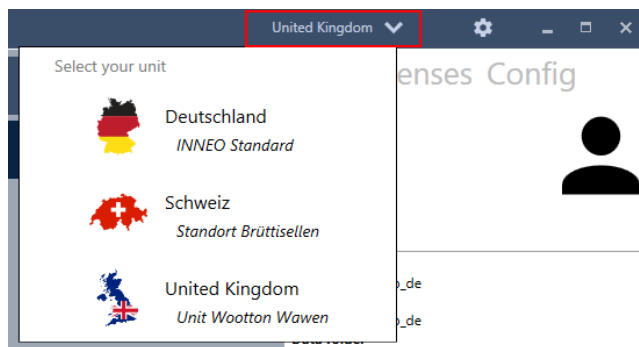 United Kingdom
Select your unit
enses Config
Deutschland
INNEO Standard
Schweiz
Standort Brüttisellen
United Kingdom
Unit Wootton Wawen
_de
_de